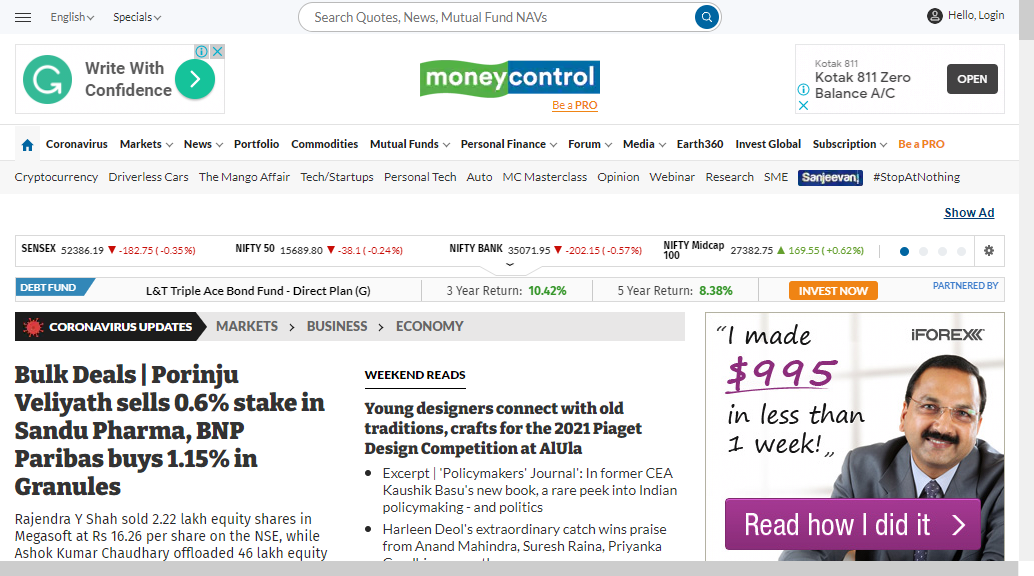 English Specials Search Quotes, News, Mutual Fund NAVs Hello, Login
Write With
Confidence
moneycontrol
Be a PRO
Kotak 811
Kotak 811 Zero
Balance A/C
OPEN
Coronavirus Markets News Portfolio Commodities Mutual Funds Personal Finance Forum Media Earth360 Invest Global Subscription Be a PRO
Cryptocurrency Driverless Cars The Mango Affair Tech/Startups Personal Tech Auto MC Masterclass Opinion Webinar Research SME Sanjeevani #StopAtNothing
Show Ad
SENSEX 52386.19 ▼ -182.75 (-0.35%) NIFTY 50 15689.80 ▼ -38.1 (-0.24%) NIFTY BANK 35071.95 ▼ -202.15 (-0.57%) NIFTY Midcap 100 27382.75 ▲ 169.55 (+0.62%)
DEBT FUND L&T Triple Ace Bond Fund - Direct Plan (G) 3 Year Return: 10.42% 5 Year Return: 8.38% INVEST NOW PARTNERED BY
CORONAVIRUS UPDATES MARKETS > BUSINESS > ECONOMY
Bulk Deals | Porinju
Veliyath sells 0.6% stake in
Sandu Pharma, BNP
Paribas buys 1.15% in
Granules
Rajendra Y Shah sold 2.22 lakh equity shares in
Megasoft at Rs 16.26 per share on the NSE, while
Ashok Kumar Chaudhary offloaded 46 lakh equity
WEEKEND READS
Young designers connect with old
traditions, crafts for the 2021 Piaget
Design Competition at AlUla
• Excerpt | 'Policymakers' Journal': In former CEA
Kaushik Basu's new book, a rare peek into Indian
policymaking - and politics
• Harleen Deol's extraordinary catch wins praise
from Anand Mahindra, Suresh Raina, Priyanka
iFOREX
"I made
$995
in less than
1 week!"
Read how I did it >